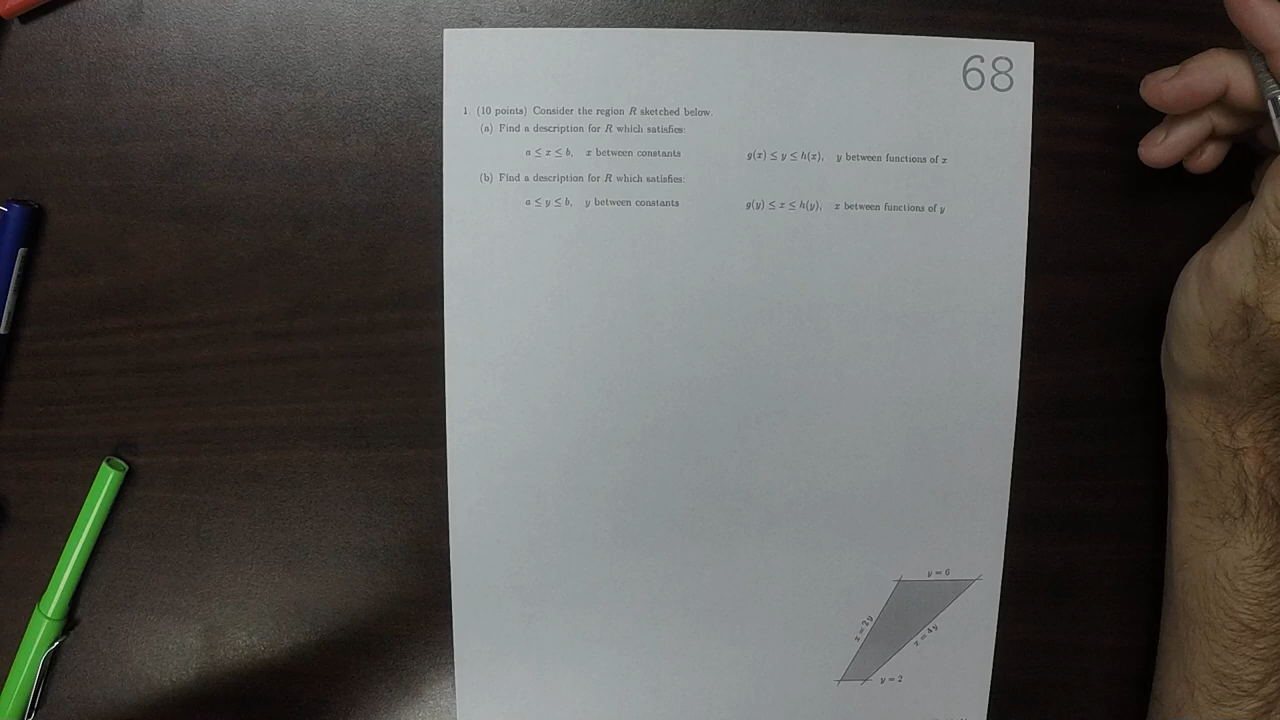 68
1. (10 points) Consider the region R sketched below.
(a) Find a description for R which satisfies:
a ≤ x ≤ b, x between constants g(x) ≤ y ≤ h(x), y between functions of x
(b) Find a description for R which satisfies:
a ≤ y ≤ b, y between constants g(y) ≤ x ≤ h(y), x between functions of y
y = 6
x = 2y
x = 4y
y = 2